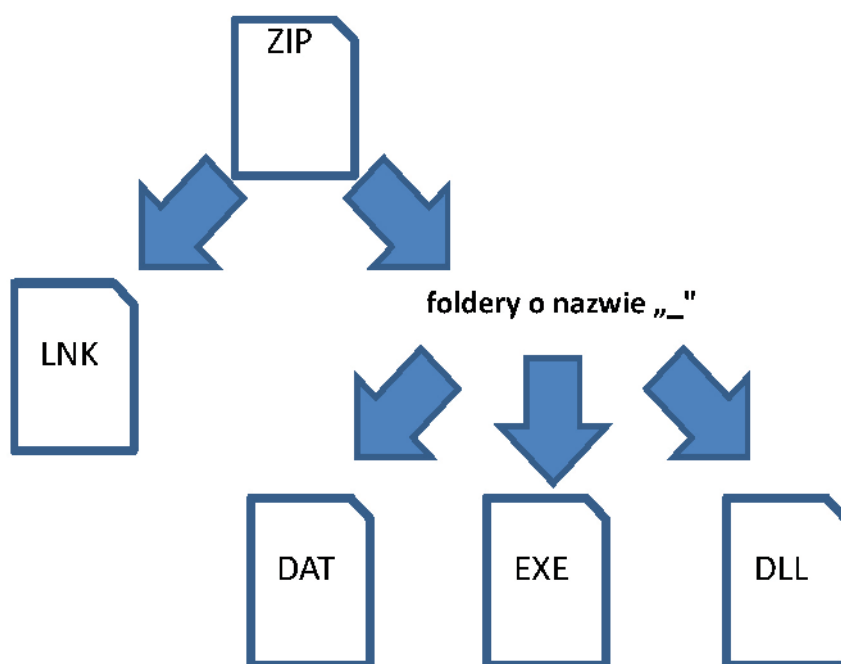 ZIP
LNK
foldery o nazwie „_"
DAT
EXE
DLL